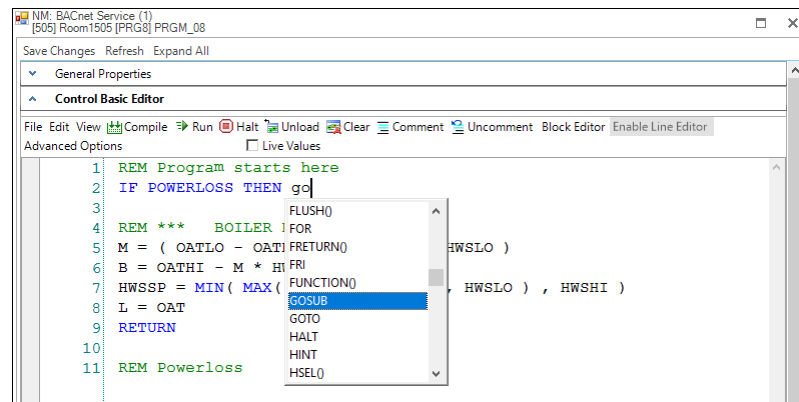 NM: BACnet Service (1)
[505] Room1505 [PRG8] PRGM_08
Save Changes Refresh Expand All
General Properties
Control Basic Editor
File Edit View Compile Run Halt Unload Clear Comment Uncomment Block Editor Enable Line Editor
Advanced Options Live Values
1 REM Program starts here
2 IF POWERLOSS THEN go
3
4 REM *** BOILER
5 M = ( OATLO - OAT HWSLO )
6 B = OATHI - M * H
7 HWSSP = MIN( MAX( , HWSLO ) , HWSHI )
8 L = OAT
9 RETURN
10
11 REM Powerloss
FLUSH()
FOR
FRETURN()
FRI
FUNCTION()
GOSUB
GOTO
HALT
HINT
HSEL()